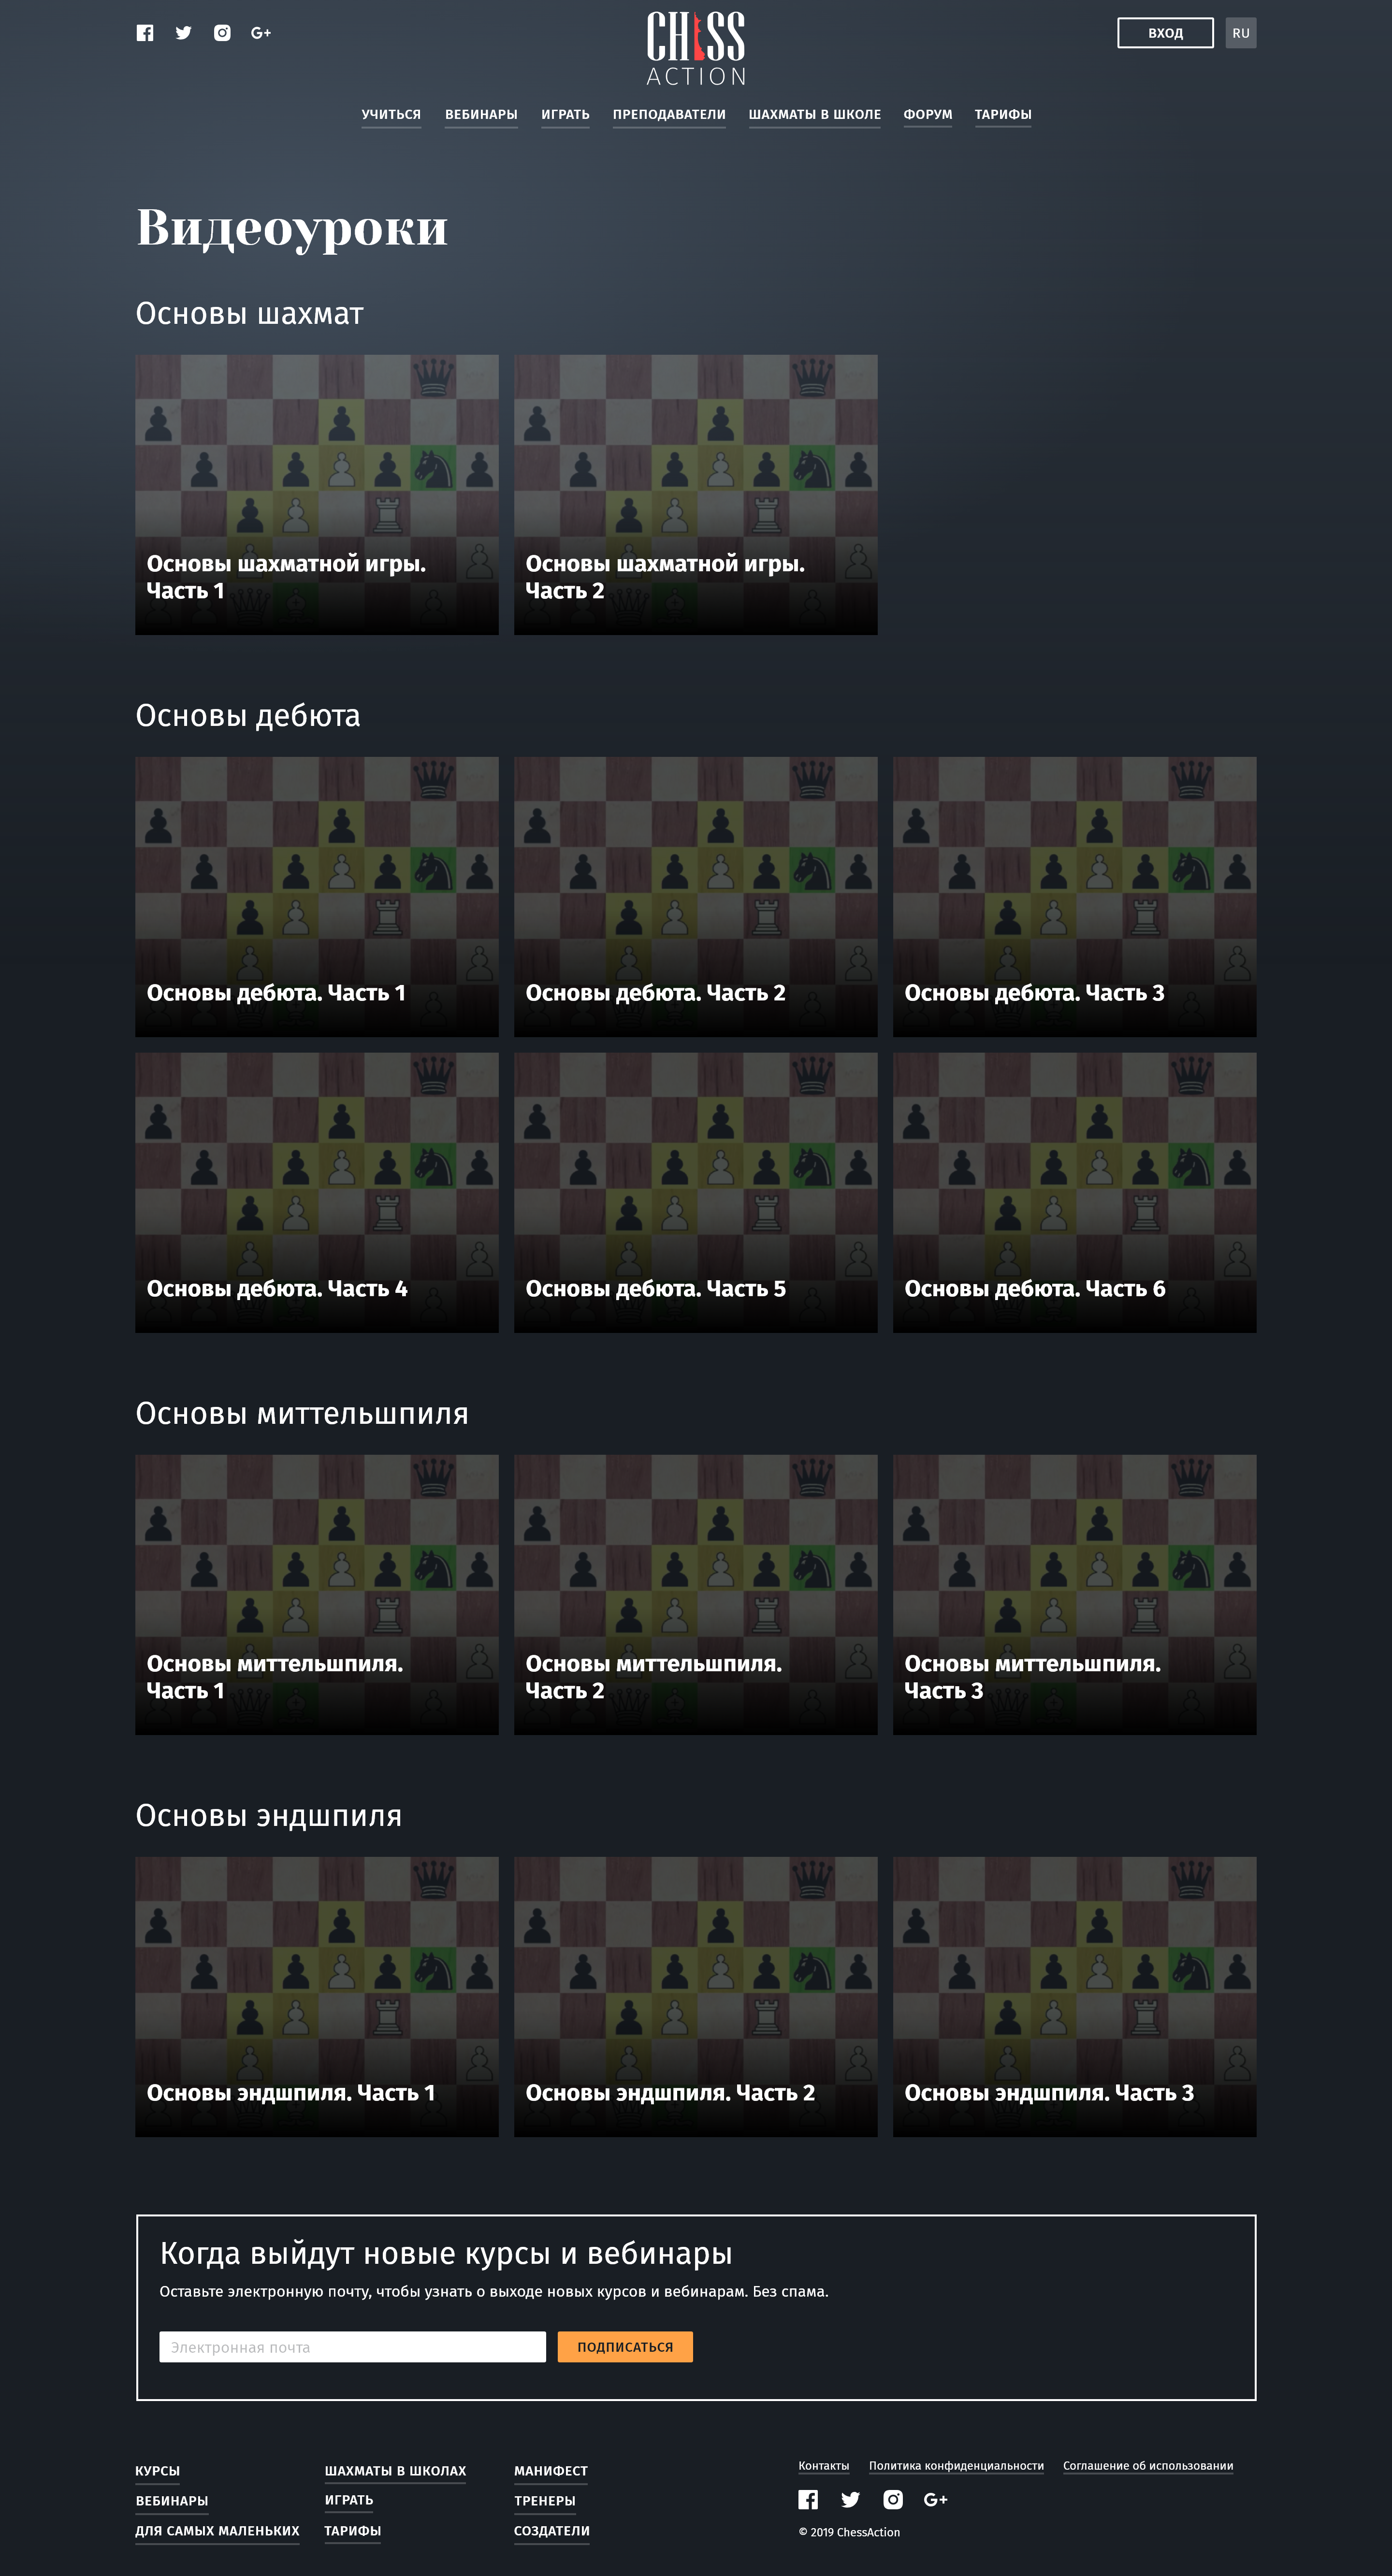 CHESS
ACTION
ВХОД
RU
УЧИТЬСЯ ВЕБИНАРЫ ИГРАТЬ ПРЕПОДАВАТЕЛИ ШАХМАТЫ В ШКОЛЕ ФОРУМ ТАРИФЫ
Видеоуроки
Основы шахмат
Основы шахматной игры.
Часть 1
Основы шахматной игры.
Часть 2
Основы дебюта
Основы дебюта. Часть 1
Основы дебюта. Часть 2
Основы дебюта. Часть 3
Основы дебюта. Часть 4
Основы дебюта. Часть 5
Основы дебюта. Часть 6
Основы миттельшпиля
Основы миттельшпиля.
Часть 1
Основы миттельшпиля.
Часть 2
Основы миттельшпиля.
Часть 3
Основы эндшпиля
Основы эндшпиля. Часть 1
Основы эндшпиля. Часть 2
Основы эндшпиля. Часть 3
Когда выйдут новые курсы и вебинары
Оставьте электронную почту, чтобы узнать о выходе новых курсов и вебинарам. Без спама.
Электронная почта
ПОДПИСАТЬСЯ
КУРСЫ
ВЕБИНАРЫ
ДЛЯ САМЫХ МАЛЕНЬКИХ
ШАХМАТЫ В ШКОЛАХ
ИГРАТЬ
ТАРИФЫ
МАНИФЕСТ
ТРЕНЕРЫ
СОЗДАТЕЛИ
Контакты Политика конфиденциальности Соглашение об использовании
© 2019 ChessAction